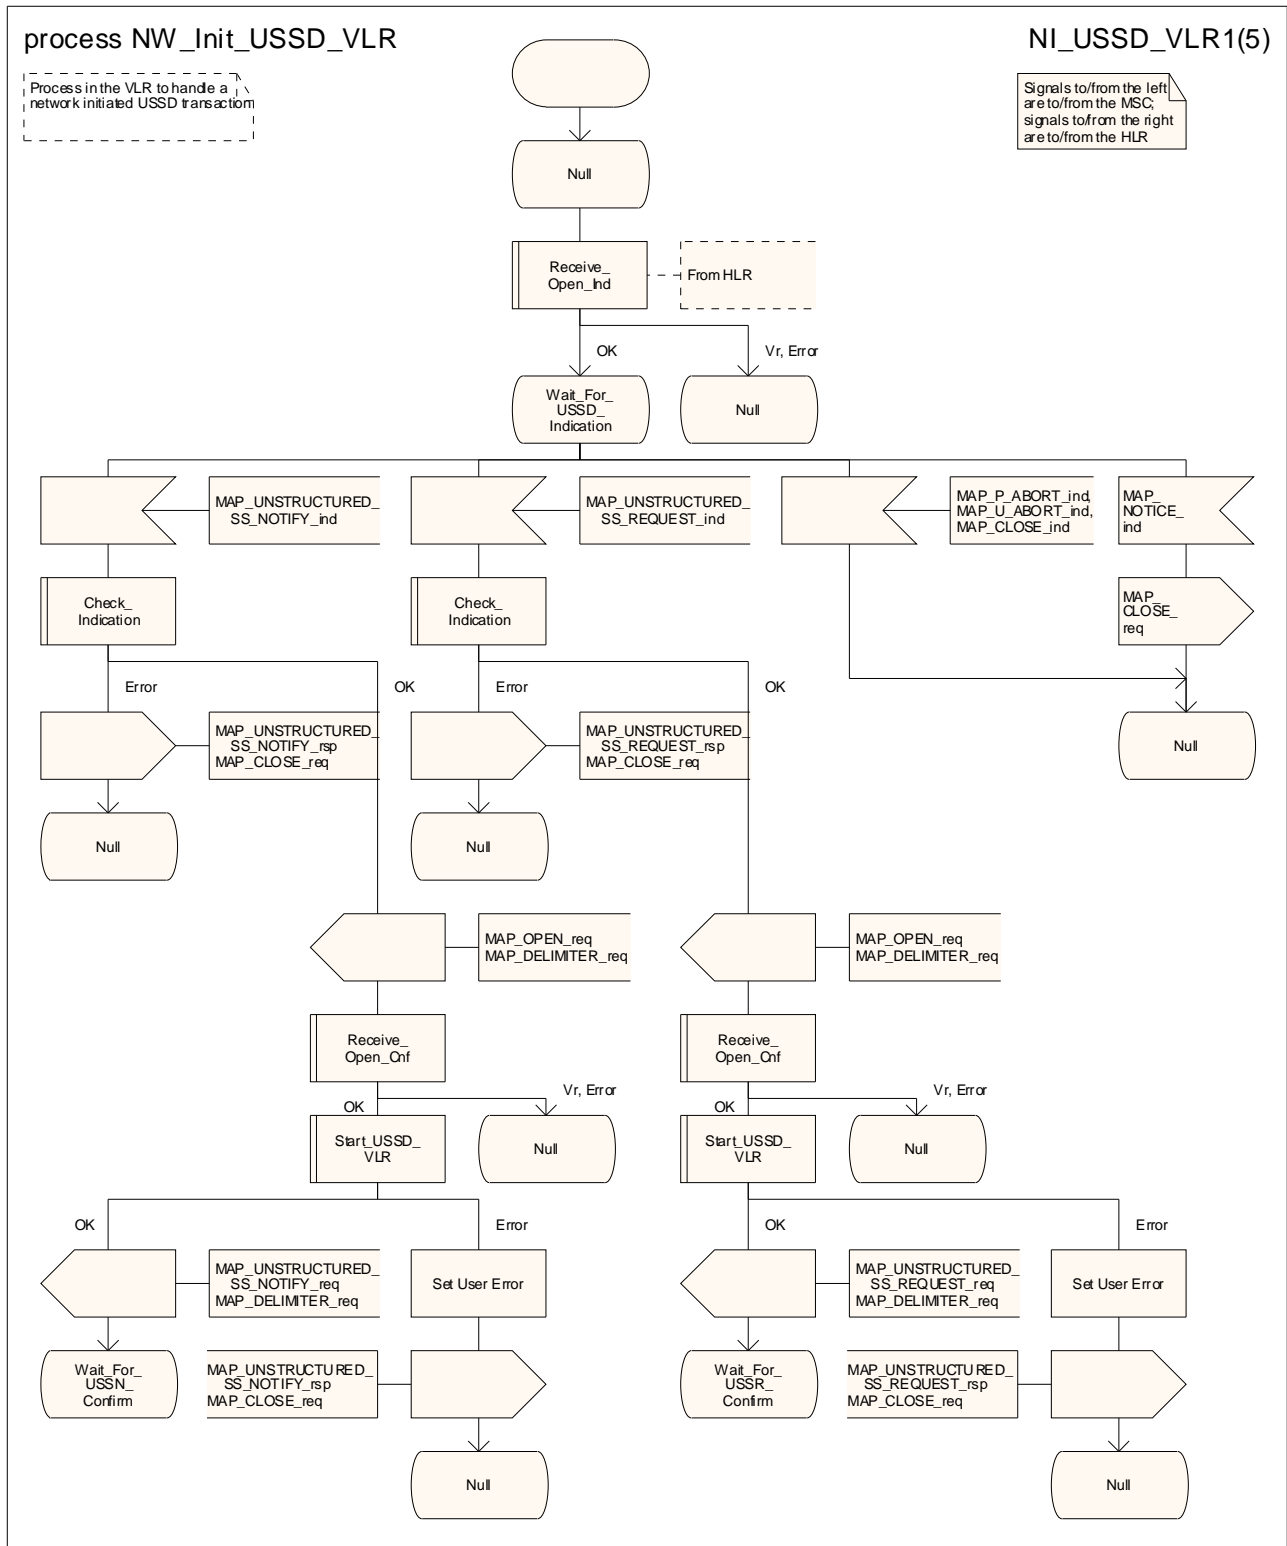 process NW_Init_USSD_VLR
NI_USSD_VLR1(5)
Process in the VLR to handle a
network initiated USSD transaction
Signals to/from the left
are to/from the MSC;
signals to/from the right
are to/from the HLR
Null
Receive_
Open_Ind
From HLR
OK
Vr, Error
Wait_For_
USSD_
Indication
Null
MAP_UNSTRUCTURED_
SS_NOTIFY_ind
MAP_UNSTRUCTURED_
SS_REQUEST_ind
MAP_P_ABORT_ind,
MAP_U_ABORT_ind,
MAP_CLOSE_ind
MAP_
NOTICE_
ind
Check_
Indication
Check_
Indication
MAP_
CLOSE_
req
Error
OK
Error
OK
MAP_UNSTRUCTURED_
SS_NOTIFY_rsp
MAP_CLOSE_req
MAP_UNSTRUCTURED_
SS_REQUEST_rsp
MAP_CLOSE_req
Null
Null
Null
MAP_OPEN_req
MAP_DELIMITER_req
MAP_OPEN_req
MAP_DELIMITER_req
Receive_
Open_Cnf
Receive_
Open_Cnf
OK
Vr, Error
OK
Vr, Error
Start_USSD_
VLR
Null
Start_USSD_
VLR
Null
OK
Error
OK
Error
MAP_UNSTRUCTURED_
SS_NOTIFY_req
MAP_DELIMITER_req
Set User Error
MAP_UNSTRUCTURED_
SS_REQUEST_req
MAP_DELIMITER_req
Set User Error
Wait_For_
USSN_
Confirm
MAP_UNSTRUCTURED_
SS_NOTIFY_rsp
MAP_CLOSE_req
Wait_For_
USSR_
Confirm
MAP_UNSTRUCTURED_
SS_REQUEST_rsp
MAP_CLOSE_req
Null
Null